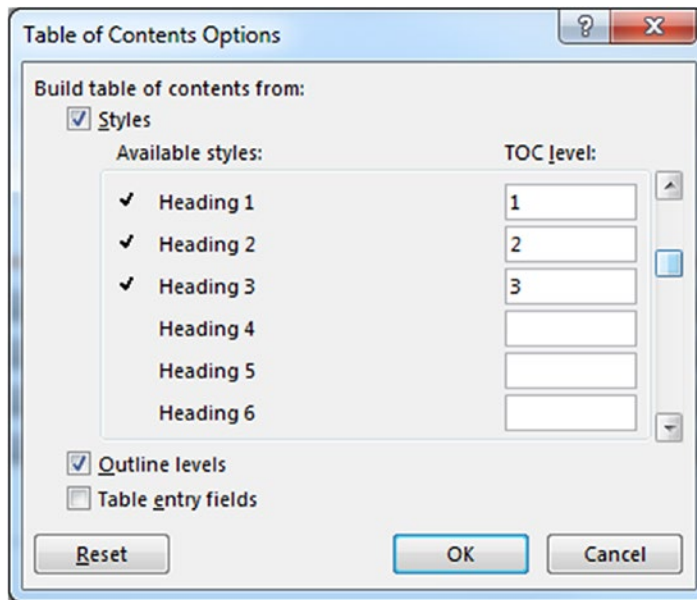 Table of Contents Options
Build table of contents from:
Styles
Available styles: TOC level:
Heading 1 1
Heading 2 2
Heading 3 3
Heading 4
Heading 5
Heading 6
Outline levels
Table entry fields
Reset OK Cancel